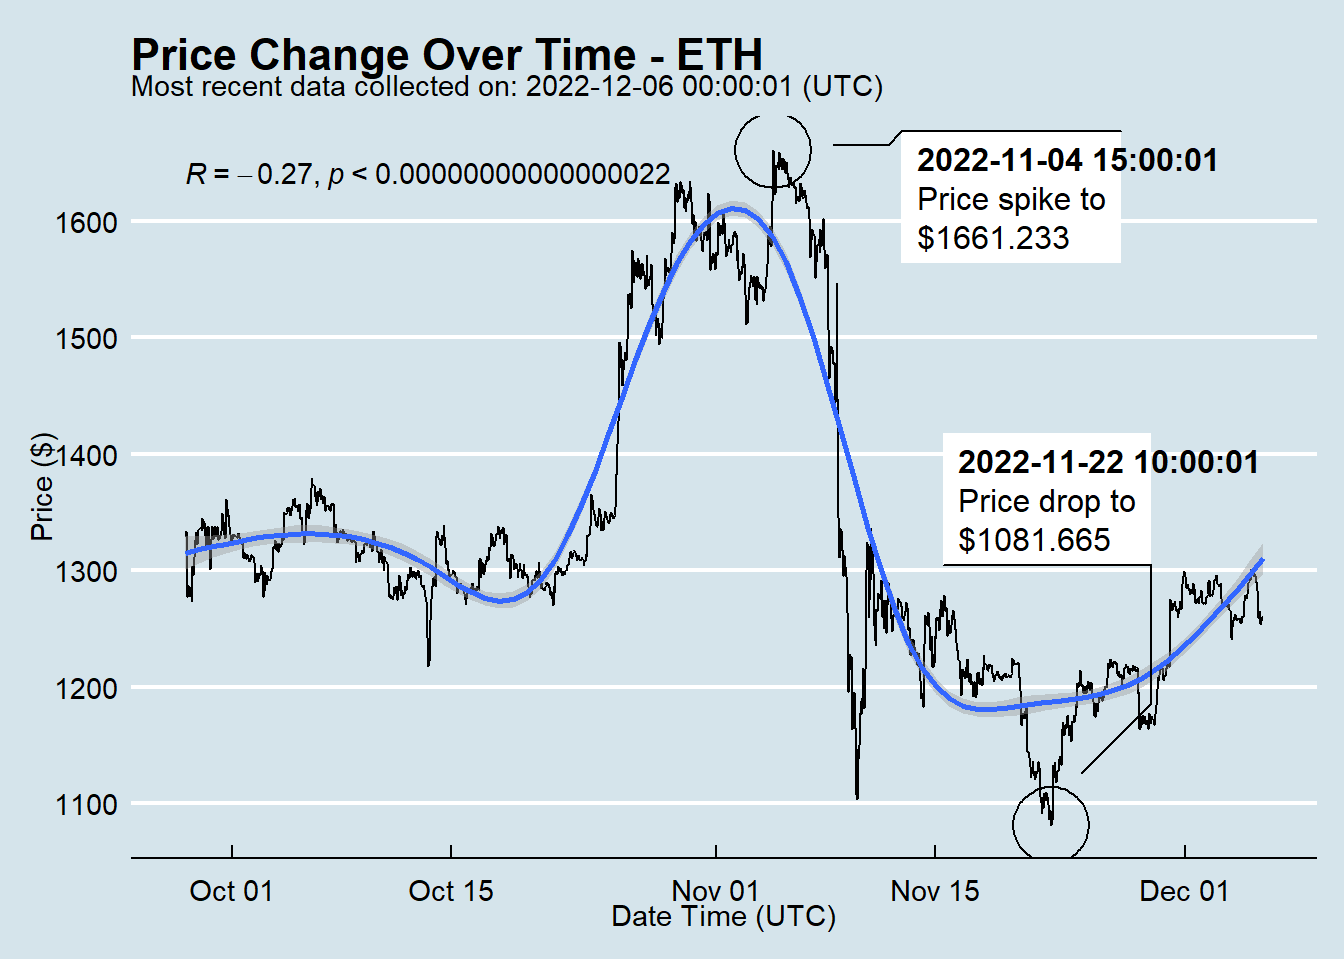 Price Change Over Time - ETH
Most recent data collected on: 2022-12-06 00:00:01 (UTC)
R = −0.27, p < 0.00000000000000022
2022-11-04 15:00:01
Price spike to
$1661.233
2022-11-22 10:00:01
Price drop to
$1081.665
Price ($)
1600
1500
1400
1300
1200
1100
Oct 01
Oct 15
Nov 01
Nov 15
Dec 01
Date Time (UTC)